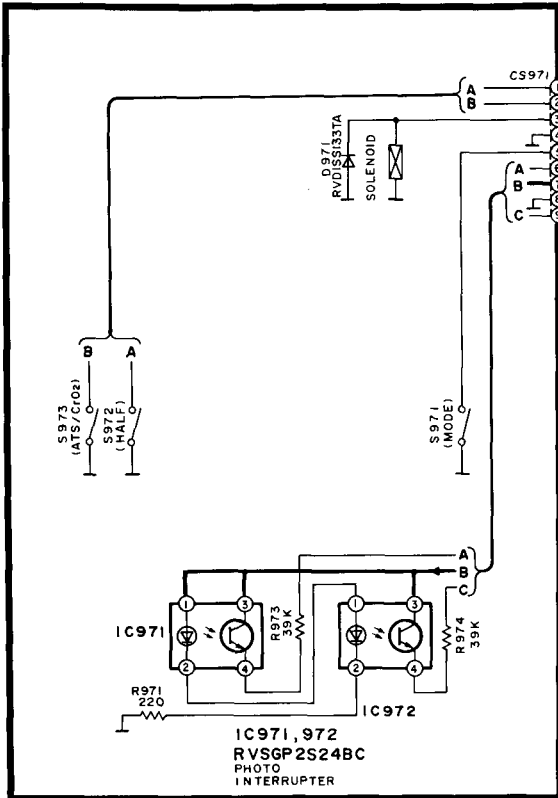 CS971
A
B
D971
RVD1SS133TA
SOLENOID
A
B
C
B
A
S973
(ATS/CrO2)
S972
(HALF)
S971
(MODE)
A
B
C
1
3
1
3
IC971
R973
39K
R974
39K
2
4
2
4
R971
220
IC972
IC971,972
RVSGP2S24BC
PHOTO
INTERRUPTER